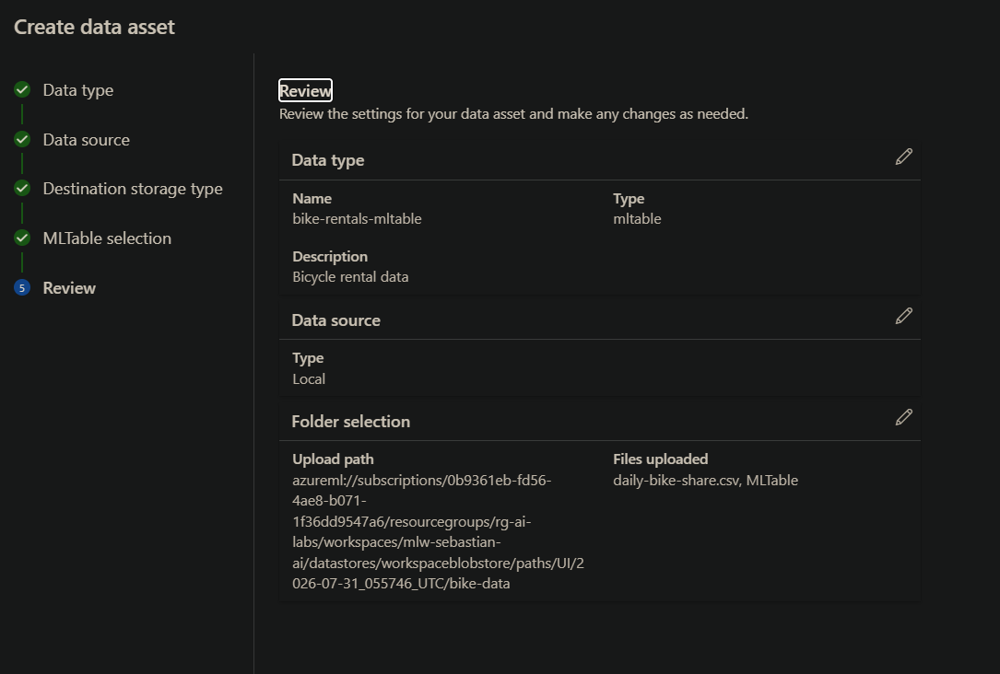 Create data asset
Data type
Data source
Destination storage type
MLTable selection
5
Review
Review
Review the settings for your data asset and make any changes as needed.
Data type
Name
Type
bike-rentals-mltable
mltable
Description
Bicycle rental data
Data source
Type
Local
Folder selection
Upload path
Files uploaded
azureml://subscriptions/0b9361eb-fd56-
daily-bike-share.csv, MLTable
4ae8-b071-
1f36dd9547a6/resourcegroups/rg-ai-
labs/workspaces/mlw-sebastian-
ai/datastores/workspaceblobstore/paths/UI/2
026-07-31_055746_UTC/bike-data